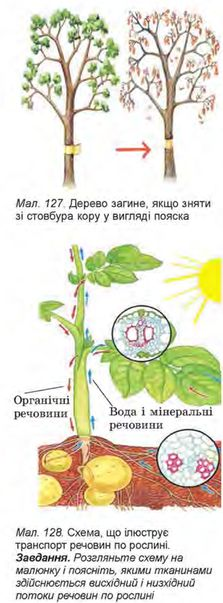 Мал. 127. Дерево загине, якщо зняти
зі стовбура кору у вигляді пояска
Органічні
речовини
Вода і мінеральні
речовини
Мал. 128. Схема, що ілюструє
транспорт речовин по рослині.
Завдання. Розгляньте схему на
малюнку і поясніть, якими тканинами
здійснюється висхідний і низхідний
потоки речовин по рослині